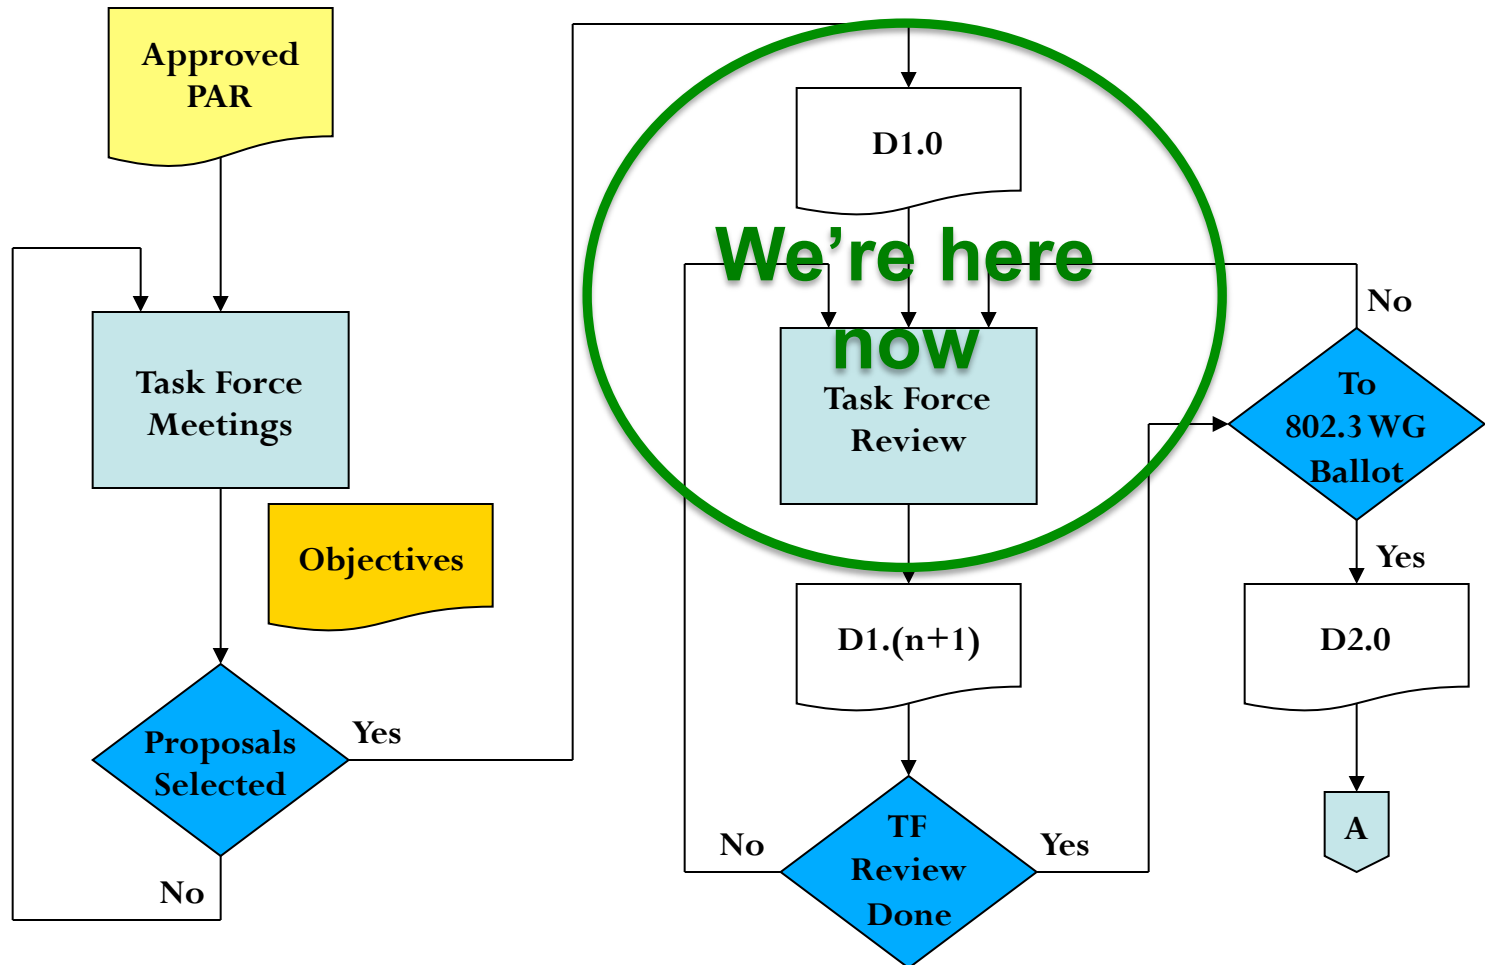 Approved
PAR
Task Force
Meetings
Objectives
Proposals
Selected
Yes
No
D1.0
We’re here
now
Task Force
Review
D1.(n+1)
TF
Review
Done
No
Yes
To
802.3 WG
Ballot
No
Yes
D2.0
A